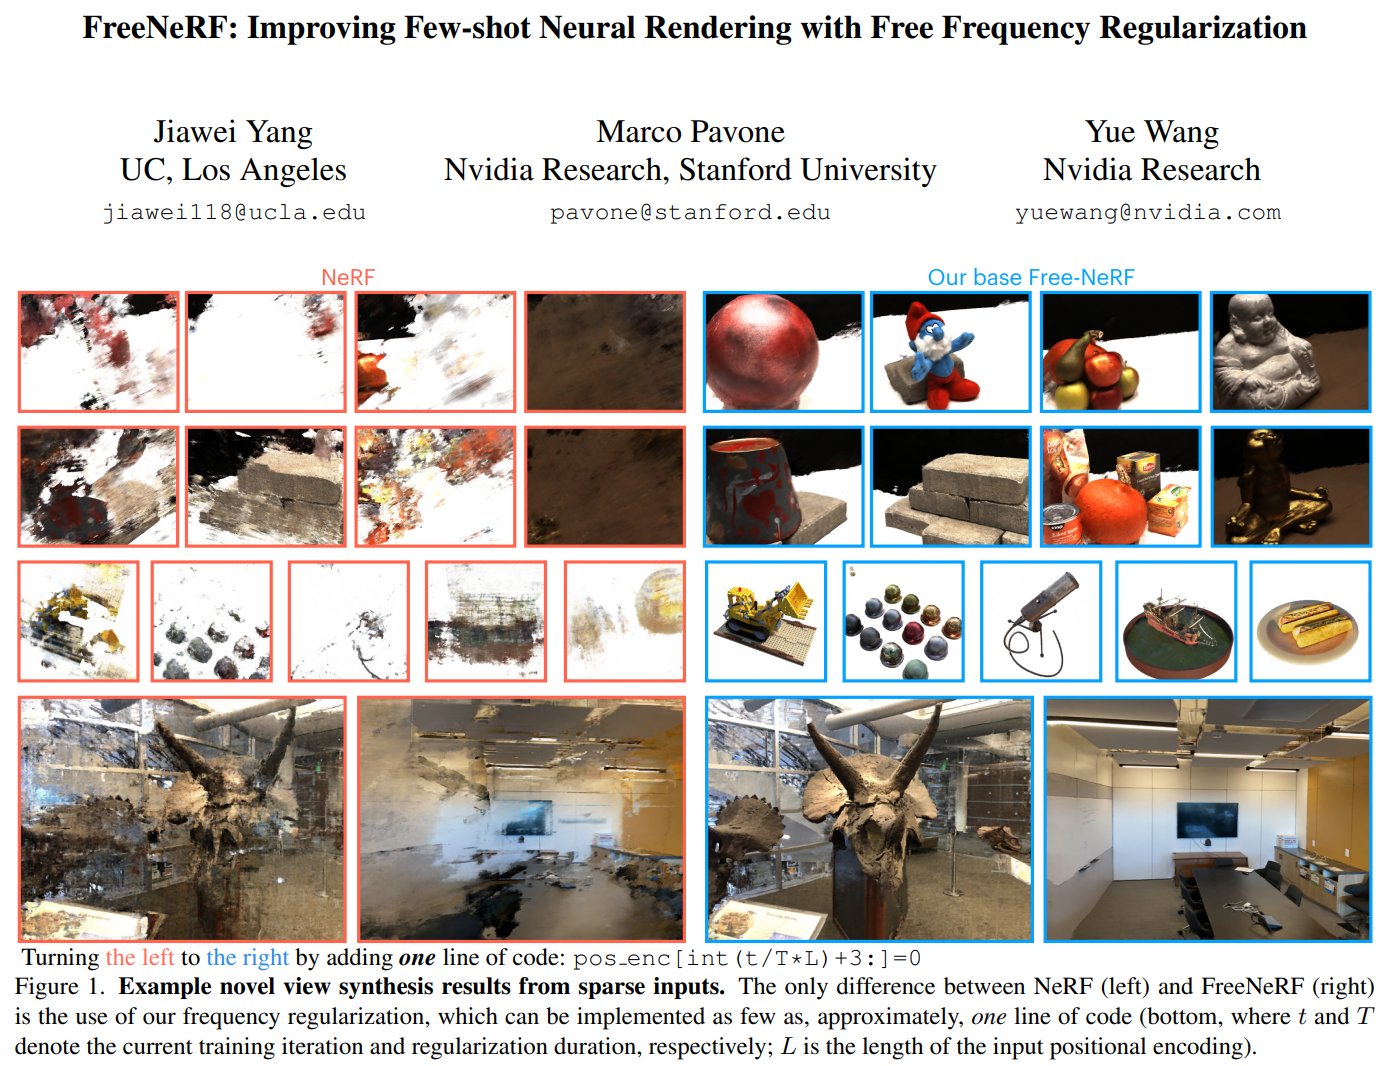 FreeNeRF: Improving Few-shot Neural Rendering with Free Frequency Regularization
Jiawei Yang
UC, Los Angeles
jiawei118@ucla.edu
Marco Pavone
Nvidia Research, Stanford University
pavone@stanford.edu
Yue Wang
Nvidia Research
yuewang@nvidia.com
NeRF
Our base Free-NeRF
Turning the left to the right by adding one line of code: pos_enc[int(t/T*L)+3:]=0
Figure 1. Example novel view synthesis results from sparse inputs. The only difference between NeRF (left) and FreeNeRF (right)
is the use of our frequency regularization, which can be implemented as few as, approximately, one line of code (bottom, where t and T
denote the current training iteration and regularization duration, respectively; L is the length of the input positional encoding).